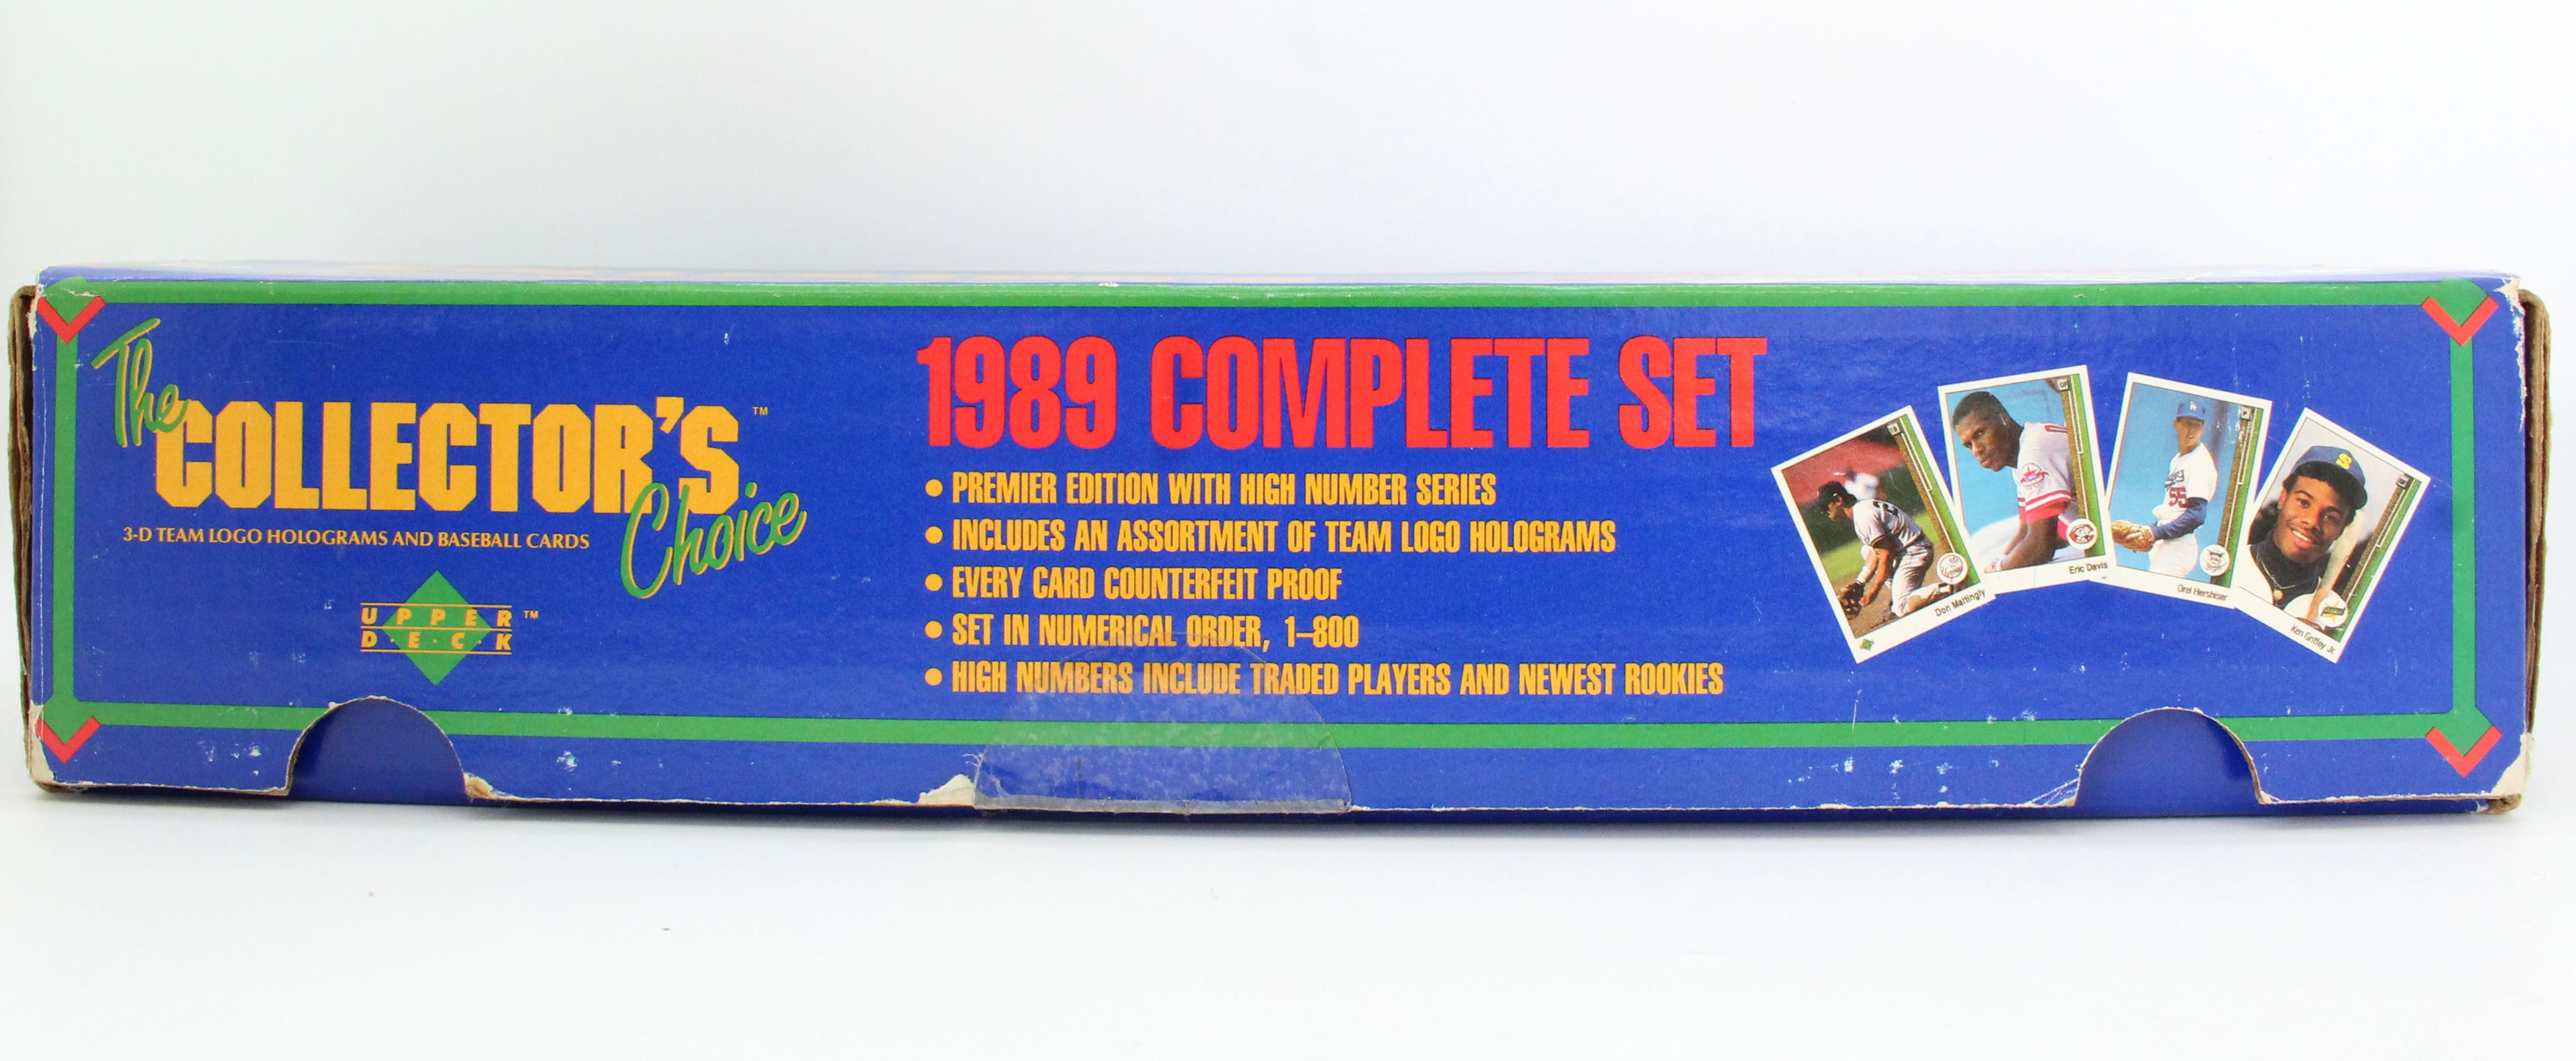 The
COLLECTOR'S™
Choice
3-D TEAM LOGO HOLOGRAMS AND BASEBALL CARDS
UPPER™
D·E·C·K
1989 COMPLETE SET
• PREMIER EDITION WITH HIGH NUMBER SERIES
• INCLUDES AN ASSORTMENT OF TEAM LOGO HOLOGRAMS
• EVERY CARD COUNTERFEIT PROOF
• SET IN NUMERICAL ORDER, 1–800
• HIGH NUMBERS INCLUDE TRADED PLAYERS AND NEWEST ROOKIES
Don Mattingly
Eric Davis
Orel Hershiser
55
S
Ken Griffey Jr.